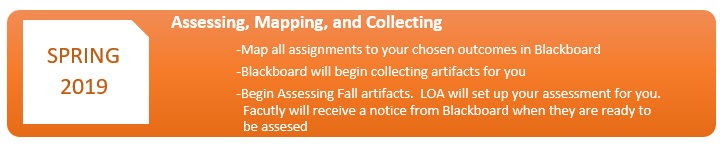 SPRING
2019
Assessing, Mapping, and Collecting
-Map all assignments to your chosen outcomes in Blackboard
-Blackboard will begin collecting artifacts for you
-Begin Assessing Fall artifacts.  LOA will set up your assessment for you.
Facutly will receive a notice from Blackboard when they are ready to
be assesed